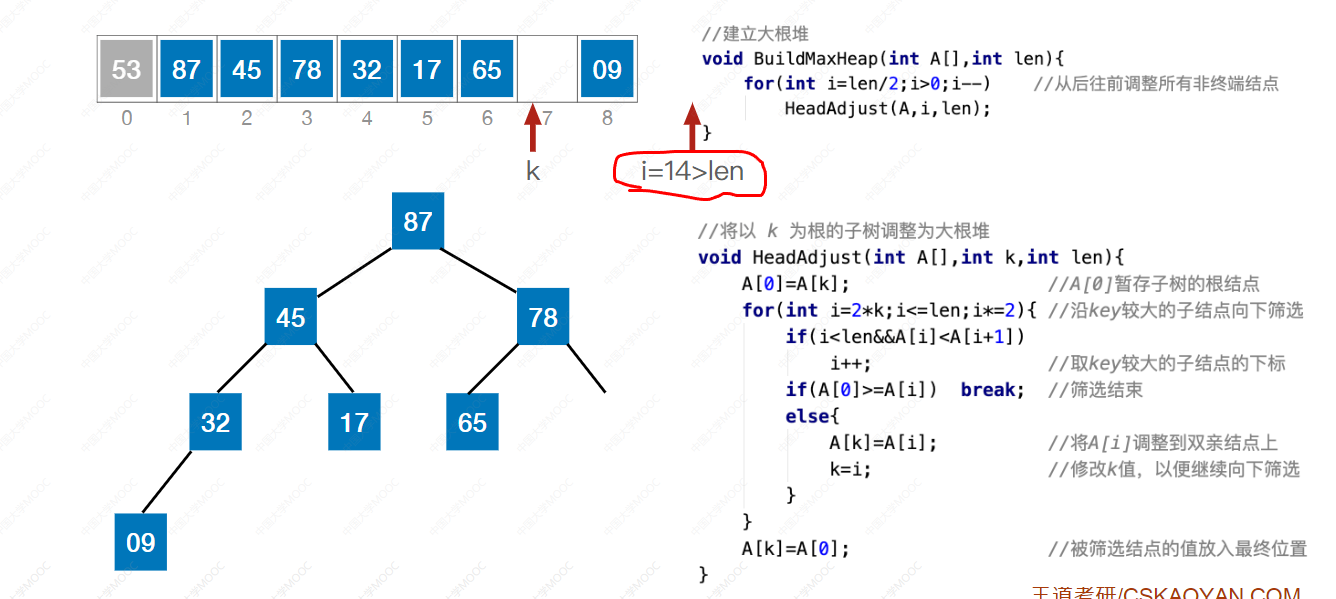 53 87 45 78 32 17 65 09
0 1 2 3 4 5 6 7 8
k
i=14>len
//建立大根堆
void BuildMaxHeap(int A[],int len){
for(int i=len/2;i>0;i--) //从后往前调整所有非终端结点
HeadAdjust(A,i,len);
}
87
45 78
32 17 65
09
//将以 k 为根的子树调整为大根堆
void HeadAdjust(int A[],int k,int len){
A[0]=A[k]; //A[0]暂存子树的根结点
for(int i=2*k;i<=len;i*=2){ //沿key较大的子结点向下筛选
if(i<len&&A[i]<A[i+1])
i++; //取key较大的子结点的下标
if(A[0]>=A[i]) break; //筛选结束
else{
A[k]=A[i]; //将A[i]调整到双亲结点上
k=i; //修改k值，以便继续向下筛选
}
}
A[k]=A[0]; //被筛选结点的值放入最终位置
}
王道考研/CSKAOYAN.COM